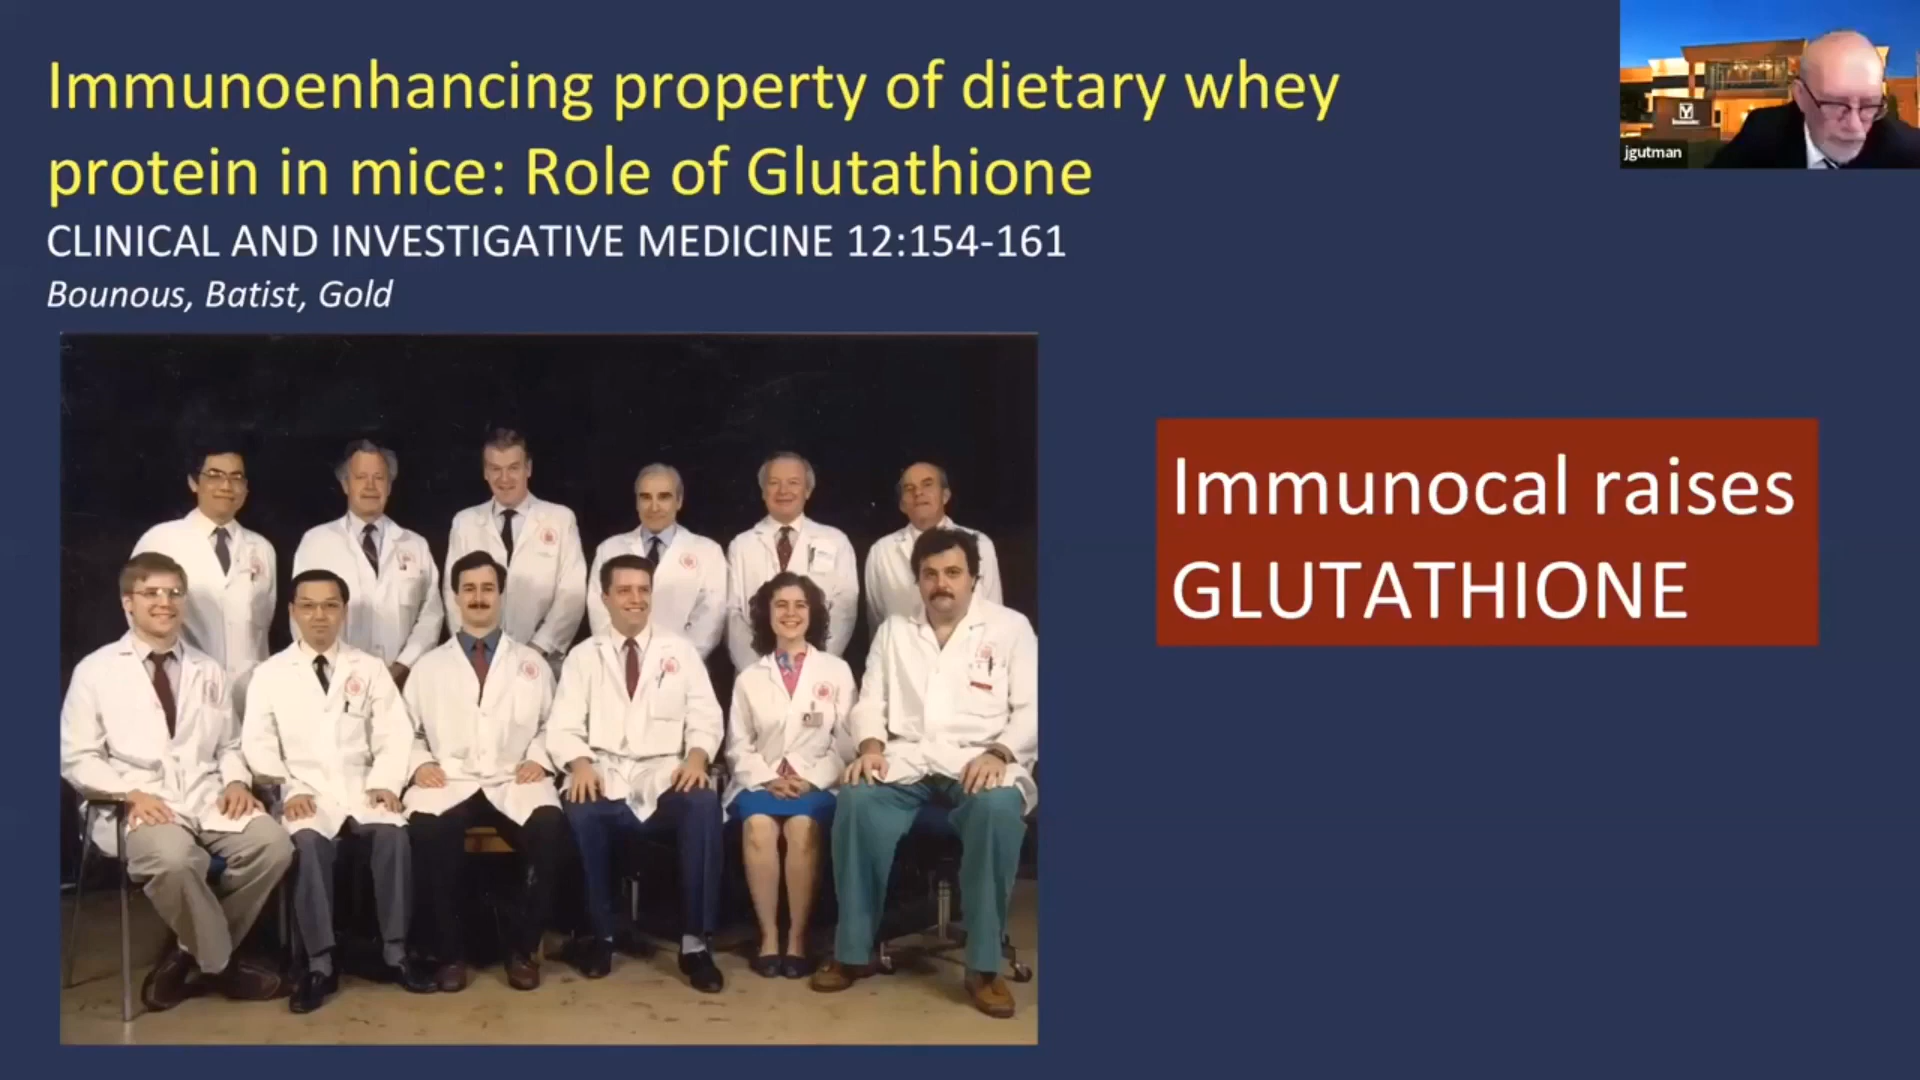 Immunoenhancing property of dietary whey
protein in mice: Role of Glutathione
CLINICAL AND INVESTIGATIVE MEDICINE 12:154-161
Bounous, Batist, Gold
Immunocal raises
GLUTATHIONE
jgutman